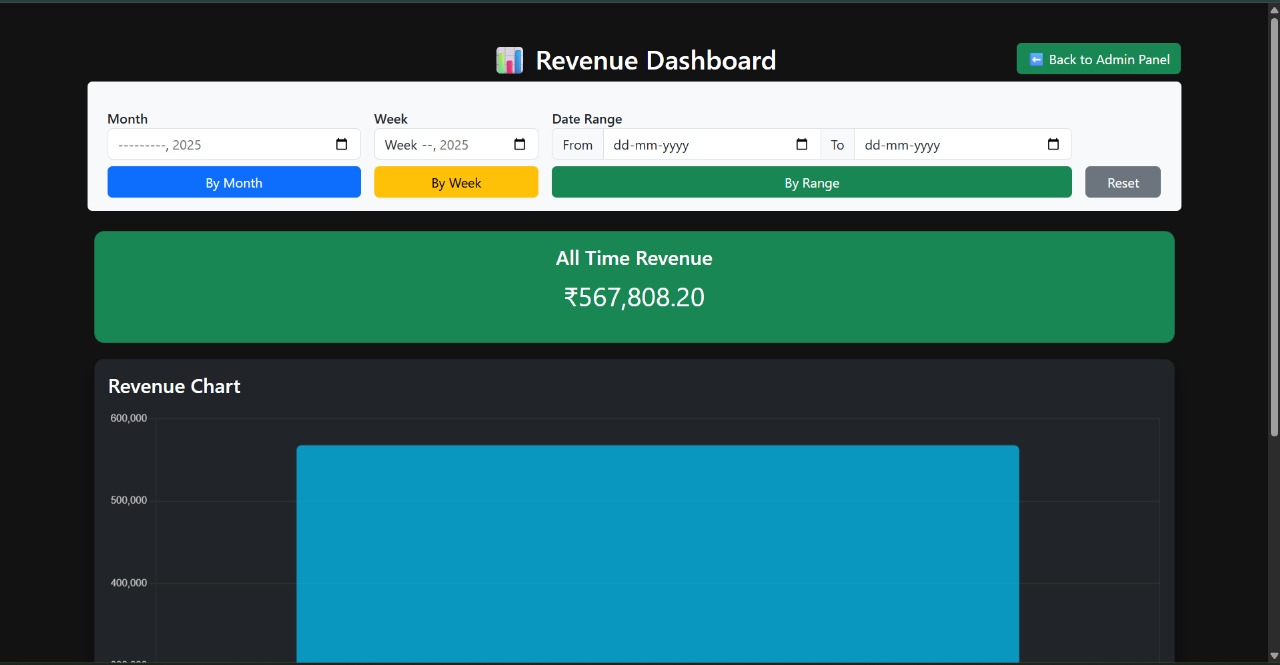 Revenue Dashboard
Back to Admin Panel
Month
Week
Date Range
---------, 2025
Week --, 2025
From
dd-mm-yyyy
To
dd-mm-yyyy
By Month
By Week
By Range
Reset
All Time Revenue
₹567,808.20
Revenue Chart
600,000
500,000
400,000